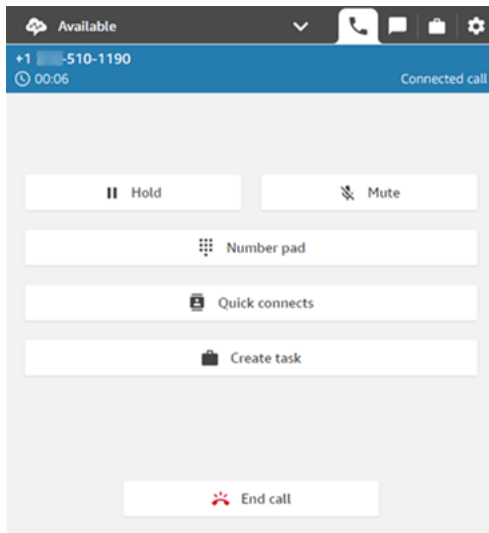 Available
+1 -510-1190
00:06 Connected call
Hold Mute
Number pad
Quick connects
Create task
End call